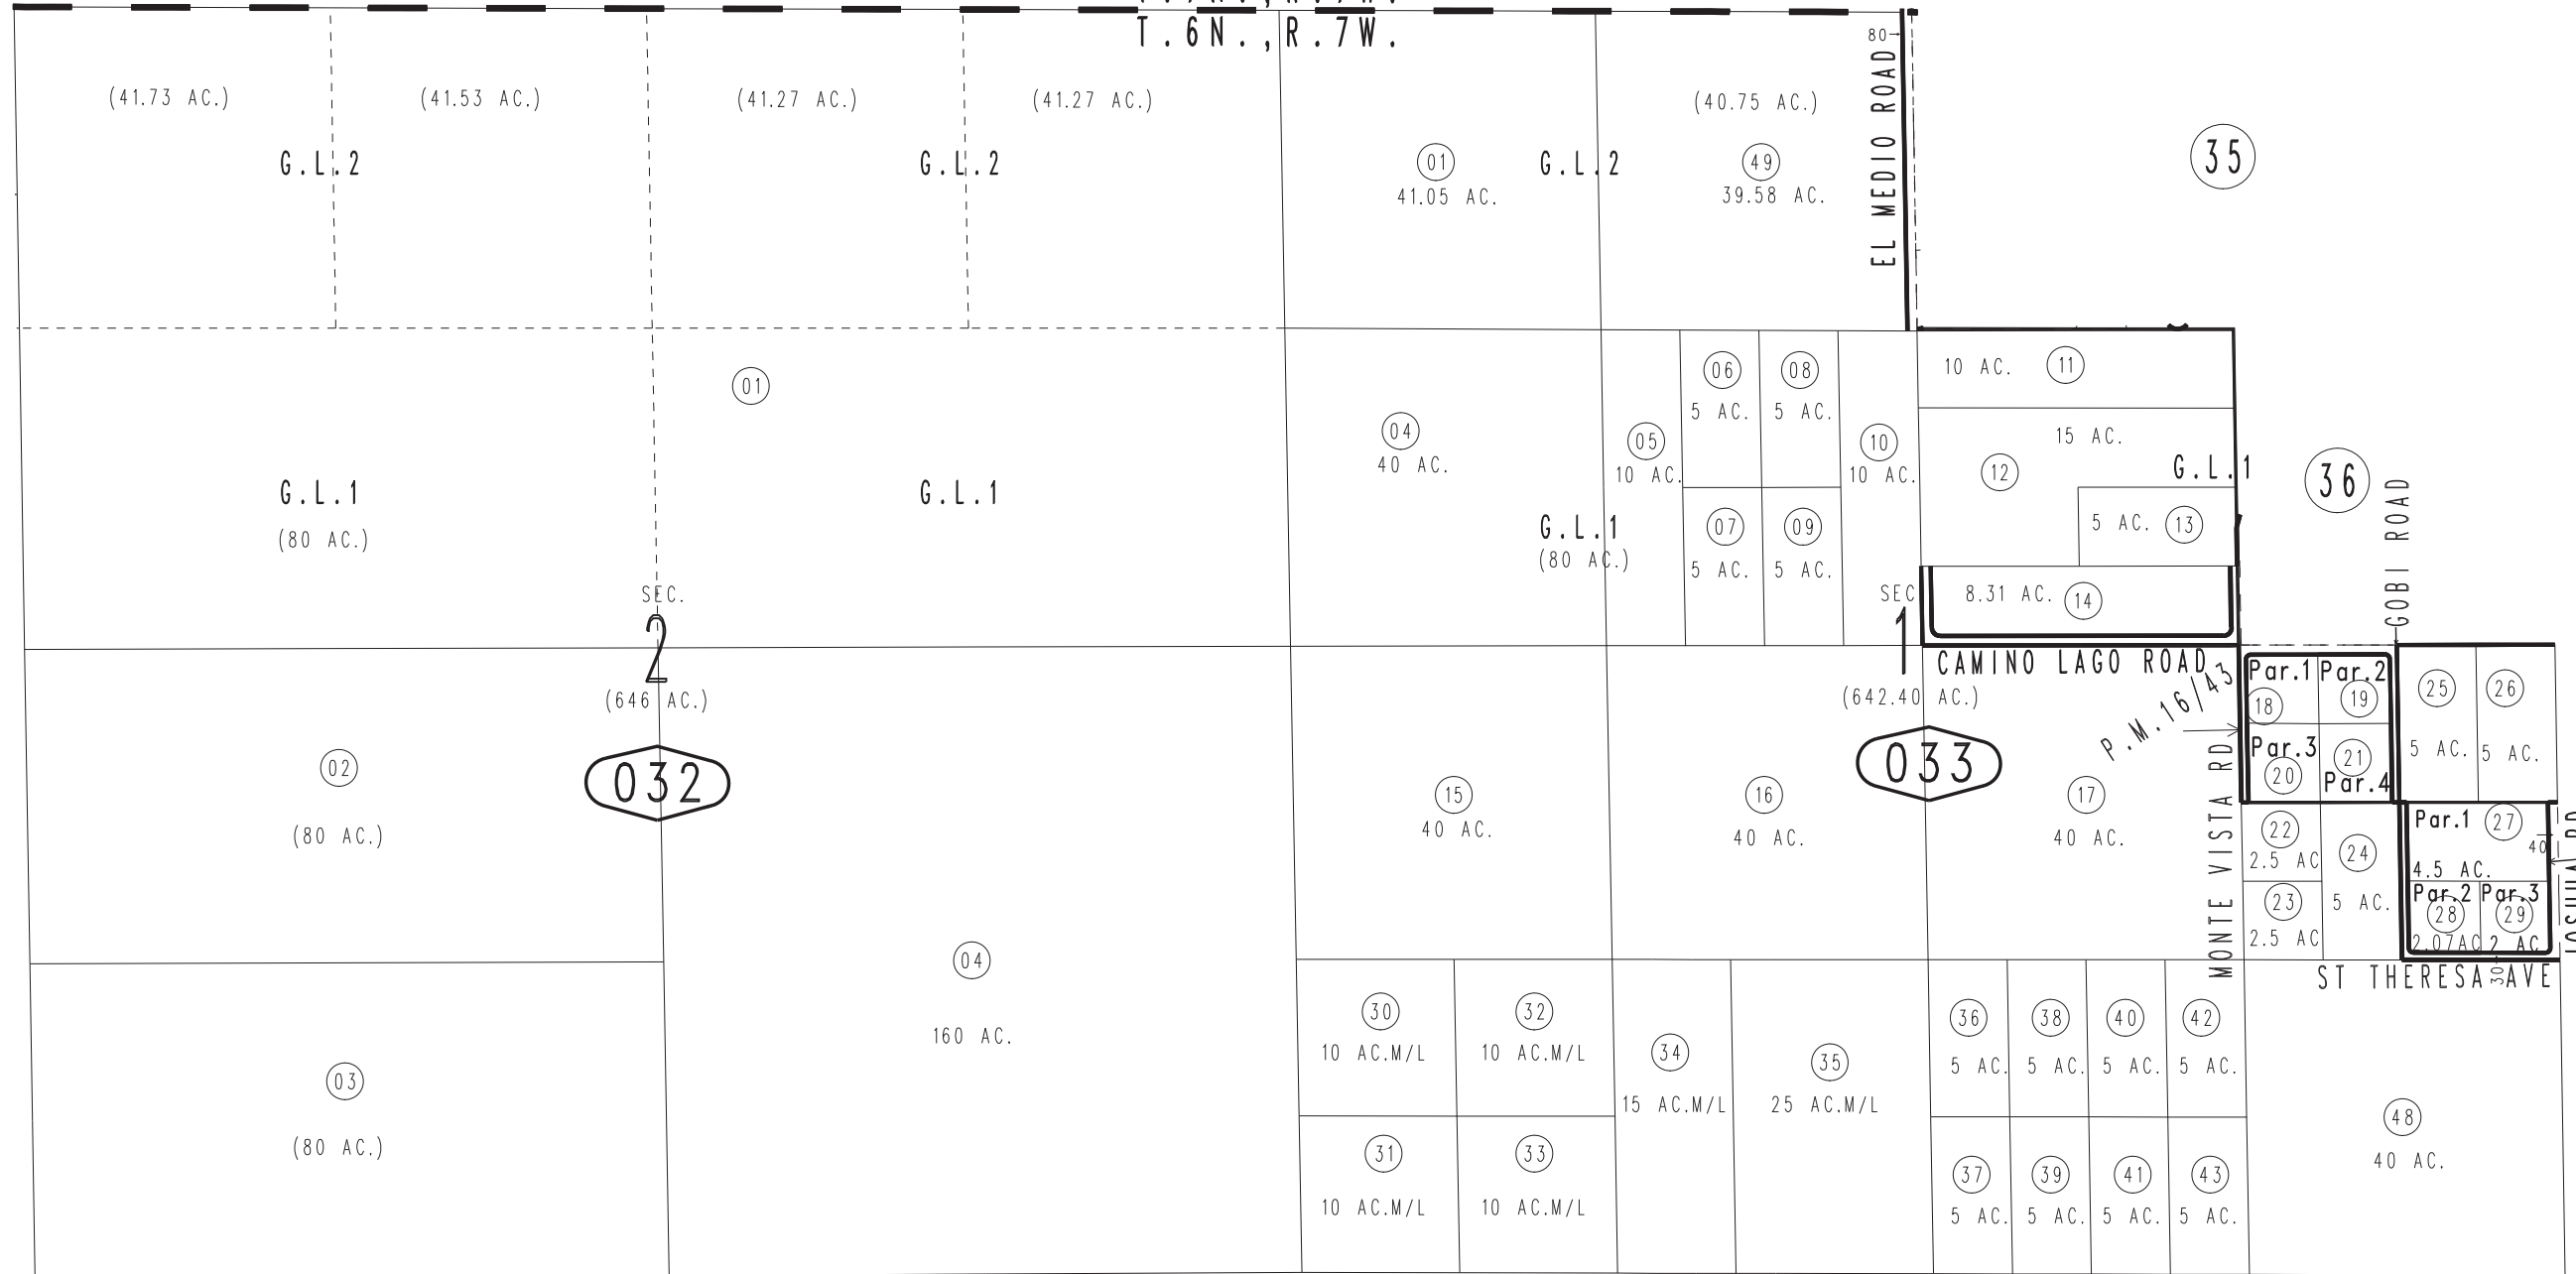 T.6N.,R.7W.
80
EL MEDIO ROAD
(41.73 AC.)
(41.53 AC.)
(41.27 AC.)
(41.27 AC.)
(40.75 AC.)
G.L.2
G.L.2
01
41.05 AC.
G.L.2
49
39.58 AC.
35
01
G.L.1
(80 AC.)
G.L.1
04
40 AC.
G.L.1
(80 AC.)
05
10 AC.
06
5 AC.
08
5 AC.
07
5 AC.
09
5 AC.
10
10 AC.
10 AC.
11
15 AC.
12
G.L.1
5 AC.
13
8.31 AC.
14
36
GOBI ROAD
SEC.
2
(646 AC.)
032
SEC
1
(642.40 AC.)
033
CAMINO LAGO ROAD
P.M.16/43
MONTE VISTA RD
Par.1
18
Par.2
19
Par.3
20
21
Par.4
25
5 AC.
26
5 AC.
02
(80 AC.)
15
40 AC.
16
40 AC.
17
40 AC.
22
2.5 AC
23
2.5 AC
24
5 AC.
Par.1
27
4.5 AC.
40
Par.2
28
2.07AC
Par.3
29
2 AC
ST THERESA AVE
30
04
160 AC.
03
(80 AC.)
30
10 AC.M/L
32
10 AC.M/L
31
10 AC.M/L
33
10 AC.M/L
34
15 AC.M/L
35
25 AC.M/L
36
5 AC.
38
5 AC.
40
5 AC.
42
5 AC.
37
5 AC.
39
5 AC.
41
5 AC.
43
5 AC.
48
40 AC.